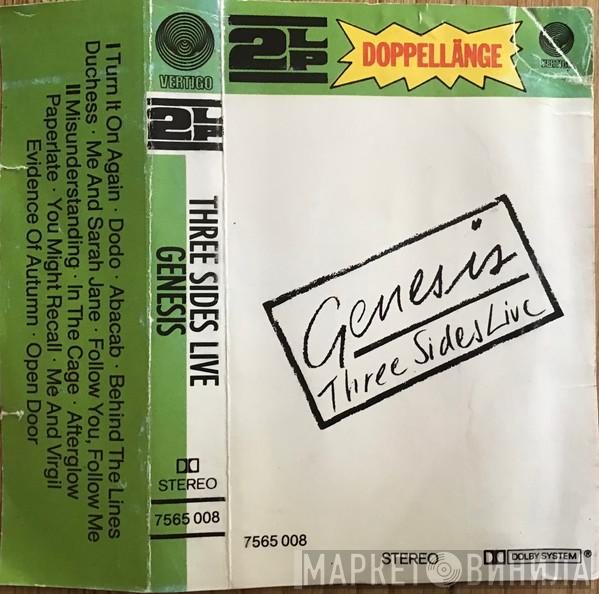 I Turn It On Again · Dodo · Abacab · Behind The Lines
Duchess · Me And Sarah Jane · Follow You, Follow Me
II Misunderstanding · In The Cage · Afterglow
Paperlate · You Might Recall · Me And Virgil
Evidence Of Autumn · Open Door
VERTIGO
2LP
THREE SIDES LIVE
GENESIS
STEREO
7565 008
2LP
DOPPELLÄNGE
VERTIGO
Genesis
Three Sides Live
7565 008
STEREO
DOLBY SYSTEM ®
МАРКЕТ ВИНИЛА